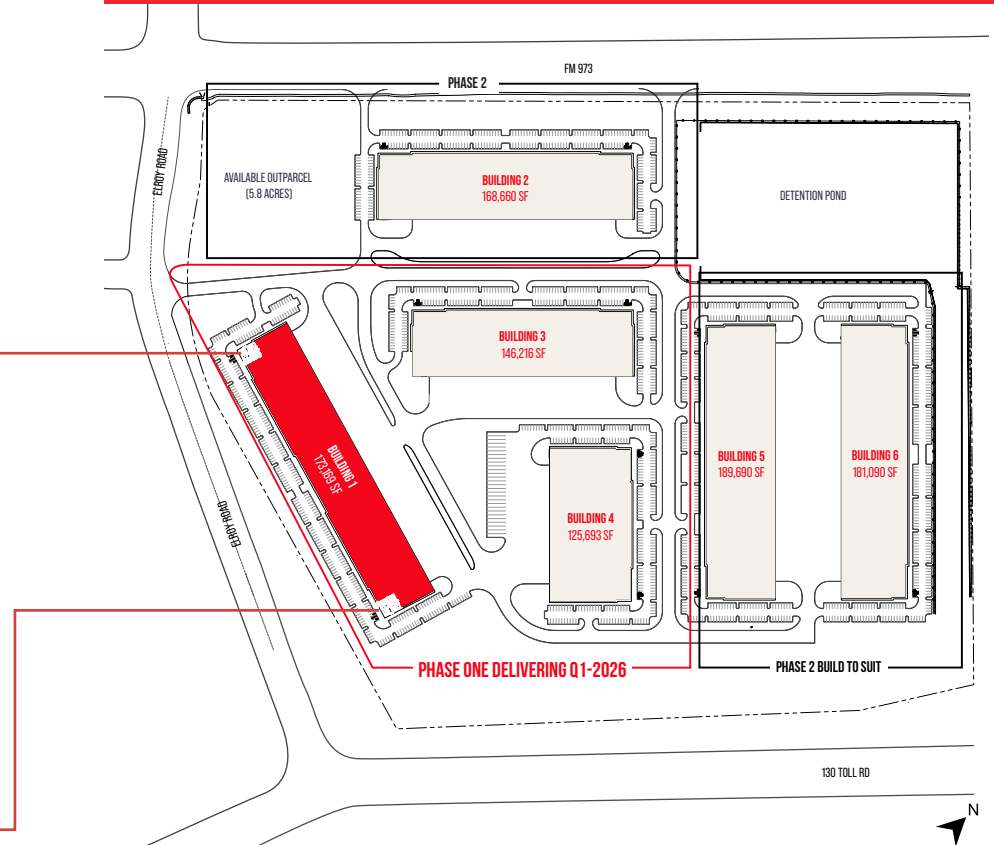 FM 973
PHASE 2
ELROY ROAD
AVAILABLE OUTPARCEL
(5.8 ACRES)
BUILDING 2
168,660 SF
DETENTION POND
BUILDING 3
146,216 SF
BUILDING 1
173,169 SF
BUILDING 5
189,690 SF
BUILDING 6
181,090 SF
ELROY ROAD
BUILDING 4
125,693 SF
PHASE ONE DELIVERING Q1-2026
PHASE 2 BUILD TO SUIT
130 TOLL RD
N